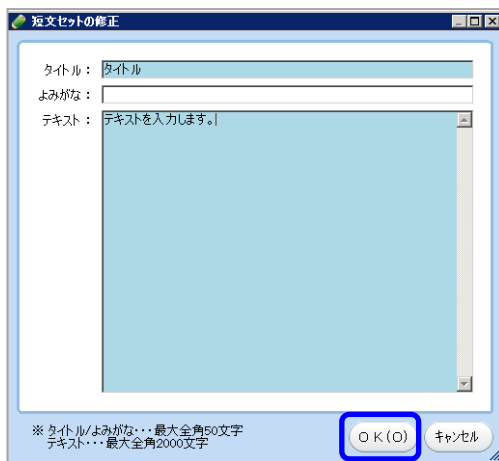 短文セットの修正
タイトル： タイトル
よみがな：
テキスト： テキストを入力します。
※ タイトル/よみがな・・・最大全角50文字
テキスト・・・最大全角2000文字
ＯＫ(O)
キャンセル